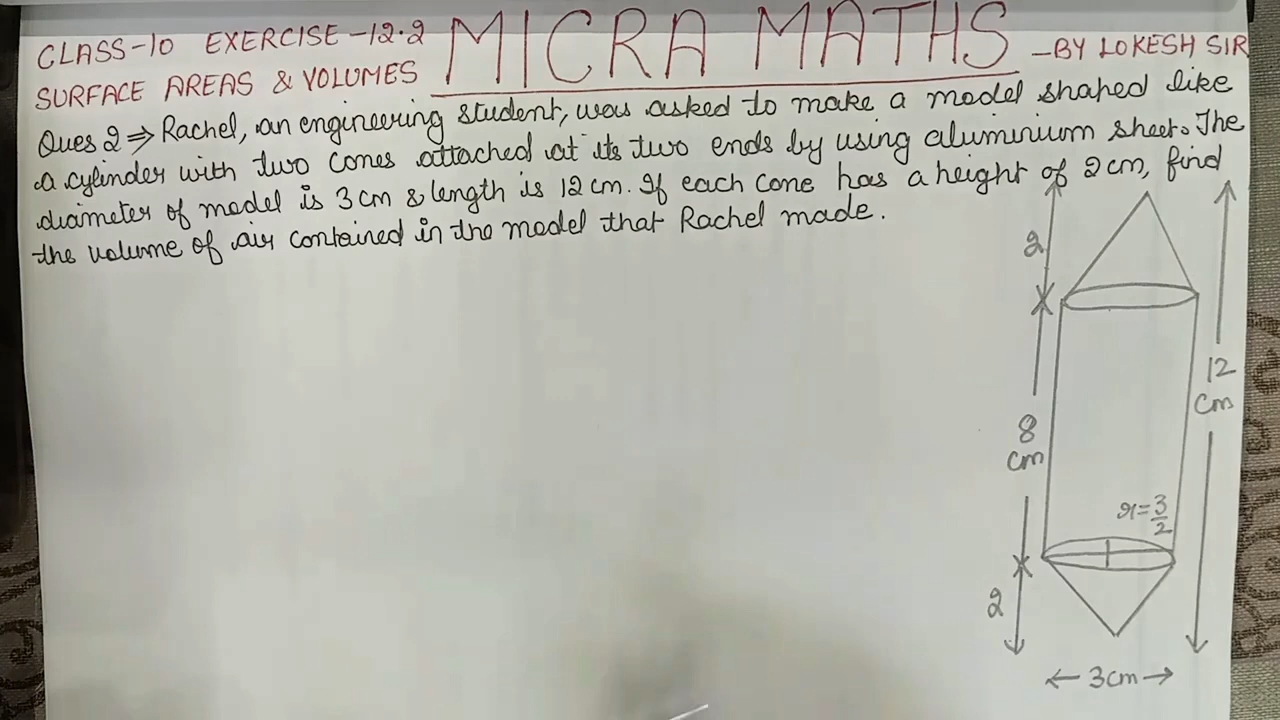 CLASS-10 EXERCISE-12.2 MICRA MATHS -BY LOKESH SIR
SURFACE AREAS & VOLUMES
Ques 2 ⇒ Rachel, an engineering student, was asked to make a model shaped like
a cylinder with two cones attached at its two ends by using aluminium sheet. The
diameter of model is 3 cm & length is 12 cm. If each cone has a height of 2 cm, find
the volume of air contained in the model that Rachel made.
2
12
cm
8
cm
r=3/2
2
← 3cm →